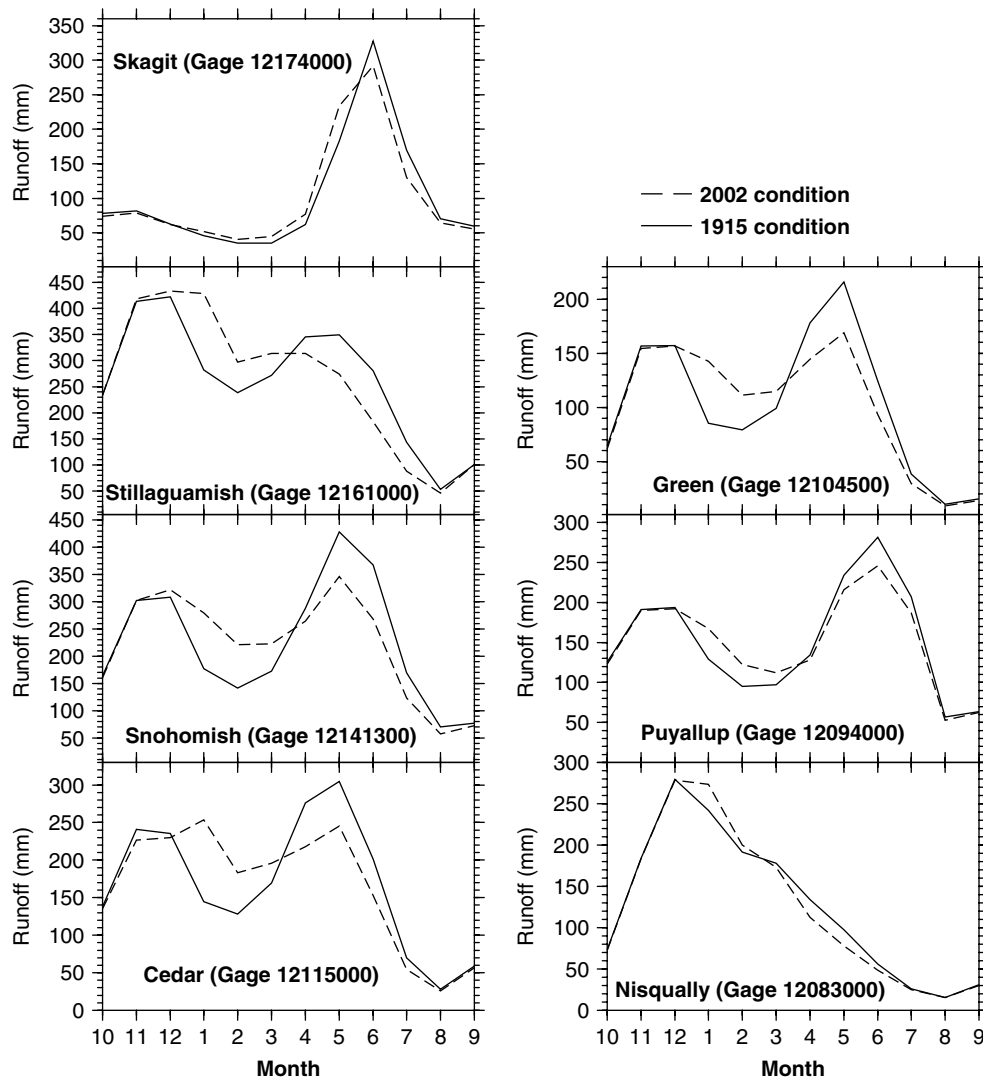 Skagit (Gage 12174000)
Runoff (mm)
350
300
250
200
150
100
50
2002 condition
1915 condition
Stillaguamish (Gage 12161000)
Runoff (mm)
450
400
350
300
250
200
150
100
50
Green (Gage 12104500)
Runoff (mm)
200
150
100
50
Snohomish (Gage 12141300)
Runoff (mm)
450
400
350
300
250
200
150
100
50
Puyallup (Gage 12094000)
Runoff (mm)
300
250
200
150
100
50
Cedar (Gage 12115000)
Runoff (mm)
300
250
200
150
100
50
0
10 11 12 1 2 3 4 5 6 7 8 9
Month
Nisqually (Gage 12083000)
Runoff (mm)
300
250
200
150
100
50
0
10 11 12 1 2 3 4 5 6 7 8 9
Month